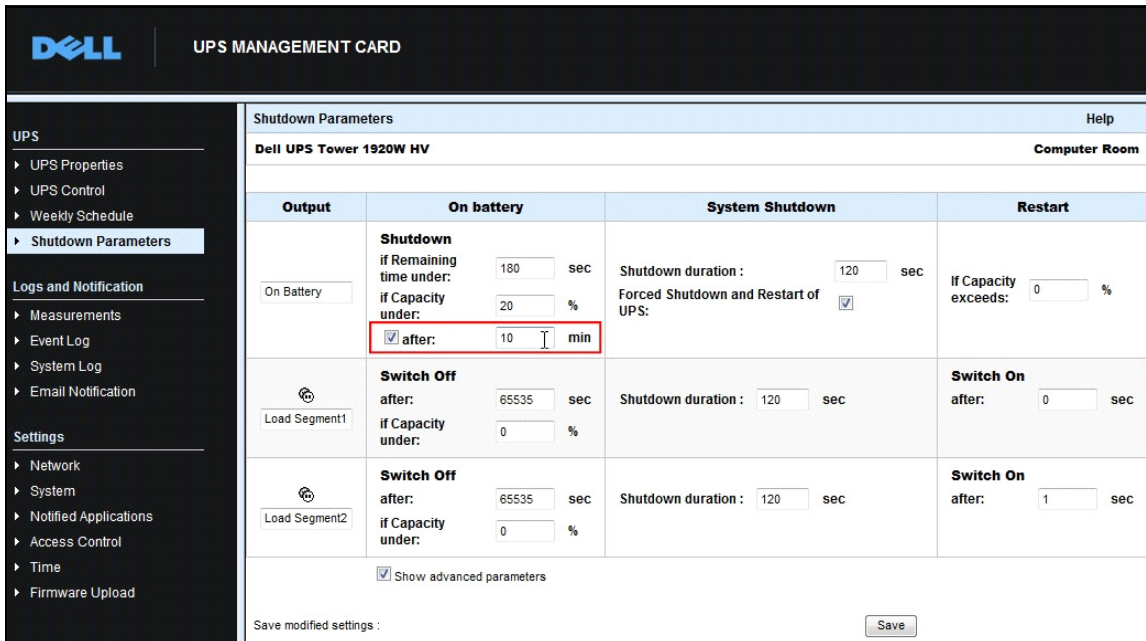 DELL
UPS MANAGEMENT CARD
UPS
UPS Properties
UPS Control
Weekly Schedule
Shutdown Parameters
Logs and Notification
Measurements
Event Log
System Log
Email Notification
Settings
Network
System
Notified Applications
Access Control
Time
Firmware Upload
Shutdown Parameters Help
Dell UPS Tower 1920W HV Computer Room
Output On battery System Shutdown Restart
On Battery
Shutdown
if Remaining
time under: 180 sec
if Capacity
under: 20 %
after: 10 min
Shutdown duration : 120 sec
Forced Shutdown and Restart of
UPS:
If Capacity
exceeds: 0 %
Load Segment1
Switch Off
after: 65535 sec
if Capacity
under: 0 %
Shutdown duration : 120 sec
Switch On
after: 0 sec
Load Segment2
Switch Off
after: 65535 sec
if Capacity
under: 0 %
Shutdown duration : 120 sec
Switch On
after: 1 sec
Show advanced parameters
Save modified settings : Save